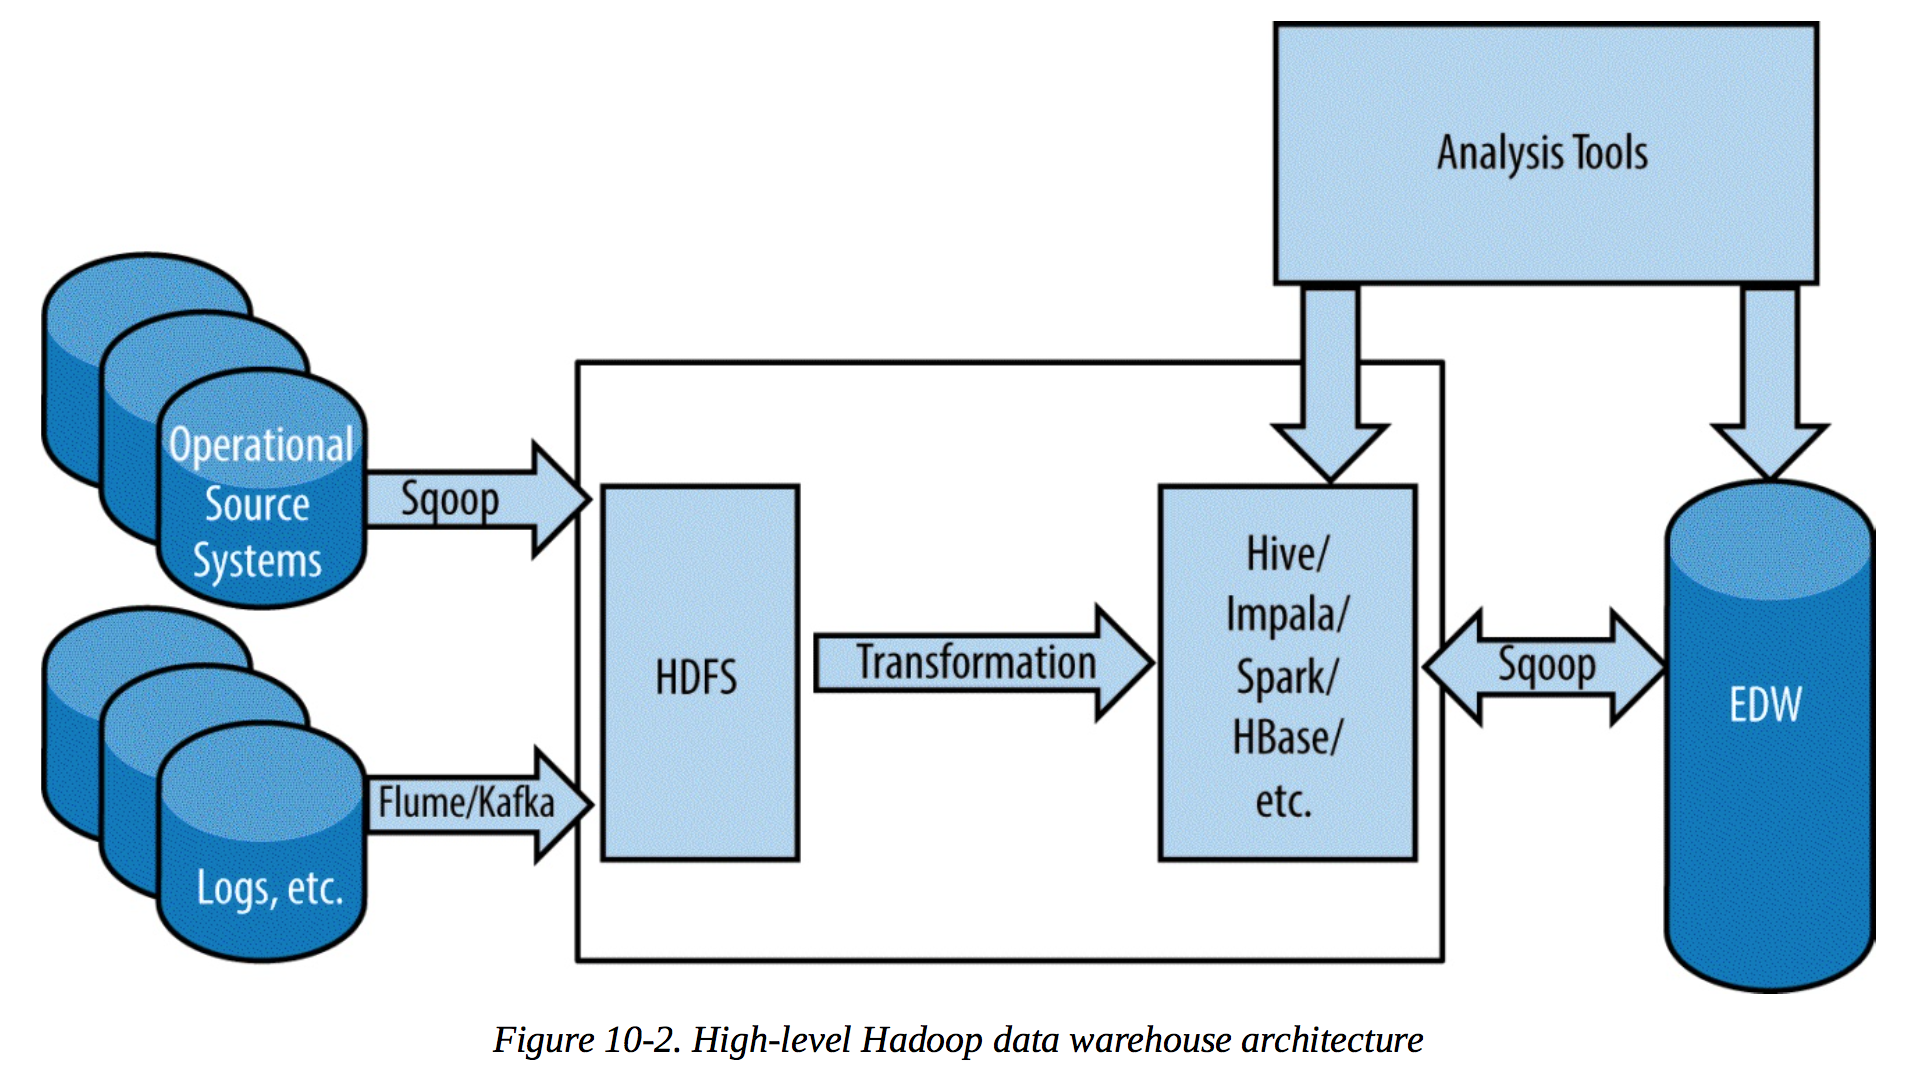 Analysis Tools
Operational
Source
Systems
Sqoop
HDFS
Transformation
Hive/
Impala/
Spark/
HBase/
etc.
Sqoop
EDW
Flume/Kafka
Logs, etc.
Figure 10-2. High-level Hadoop data warehouse architecture